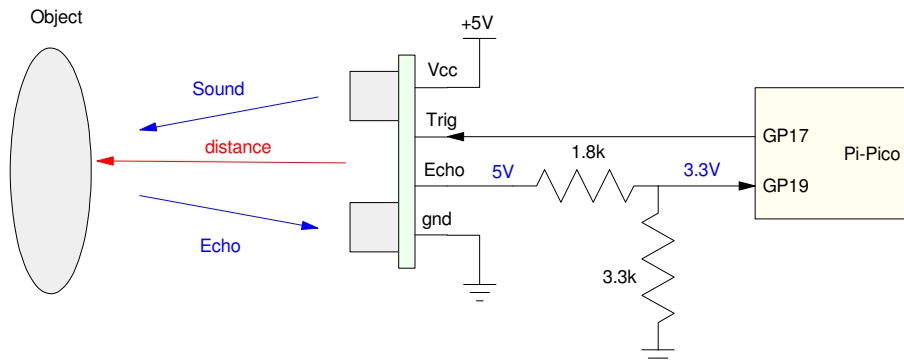 Object
+5V
Vcc
Sound
Trig
GP17
distance
1.8k
Pi-Pico
Echo
5V
3.3V
GP19
gnd
Echo
3.3k